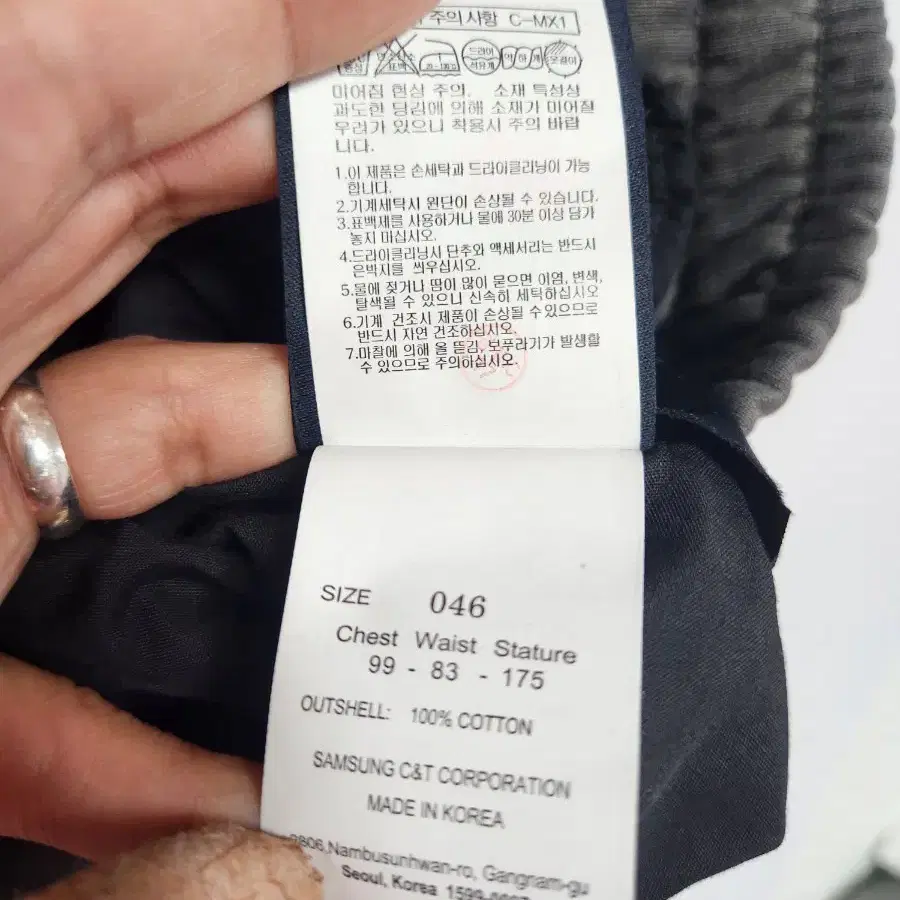 주의사항 C-MX1
드라이
석유계
약하게
옷걸이
미어짐 현상 주의. 소재 특성상
과도한 당김에 의해 소재가 미어질
우려가 있으니 착용시 주의 바랍
니다.
1.이 제품은 손세탁과 드라이클리닝이 가능
합니다.
2.기계세탁시 원단이 손상될 수 있습니다.
3.표백제를 사용하거나 물에 30분 이상 담가
놓지 마십시오.
4.드라이클리닝시 단추와 액세서리는 반드시
은박지를 씌우십시오.
5.물에 젖거나 땀이 많이 묻으면 이염, 변색,
탈색될 수 있으니 신속히 세탁하십시오
6.기계 건조시 제품이 손상될 수 있으므로
반드시 자연 건조하십시오.
7.마찰에 의해 올 뜯김, 보푸라기가 발생할
수 있으므로 주의하십시오.
SIZE 046
Chest Waist Stature
99 - 83 - 175
OUTSHELL: 100% COTTON
SAMSUNG C&T CORPORATION
MADE IN KOREA
2806,Nambusunhwan-ro, Gangnam-gu
Seoul, Korea